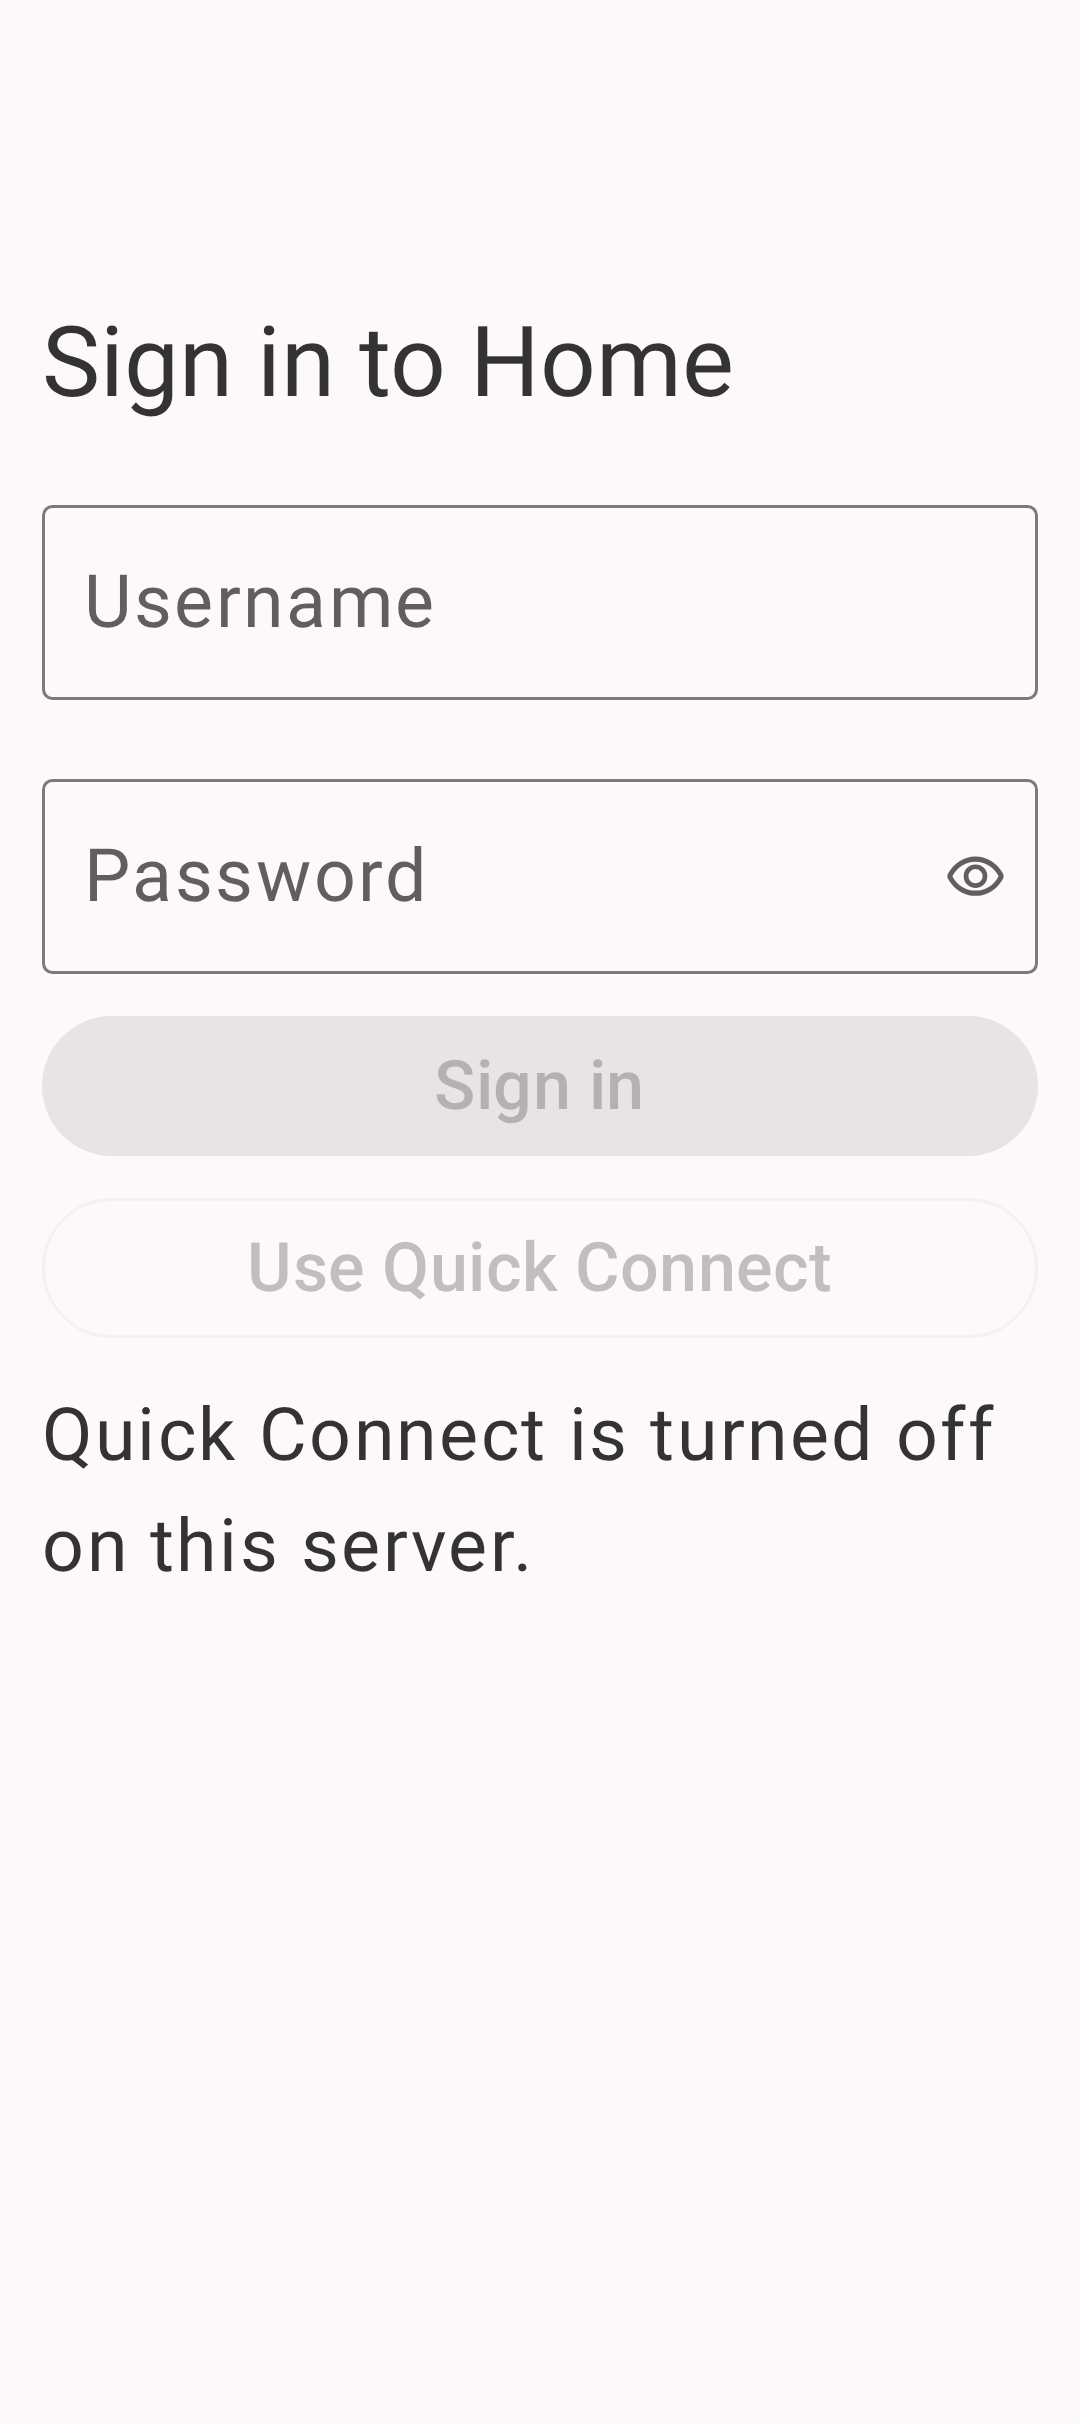 Sign in to Home
Username
Password
Sign in
Use Quick Connect
Quick Connect is turned off
on this server.